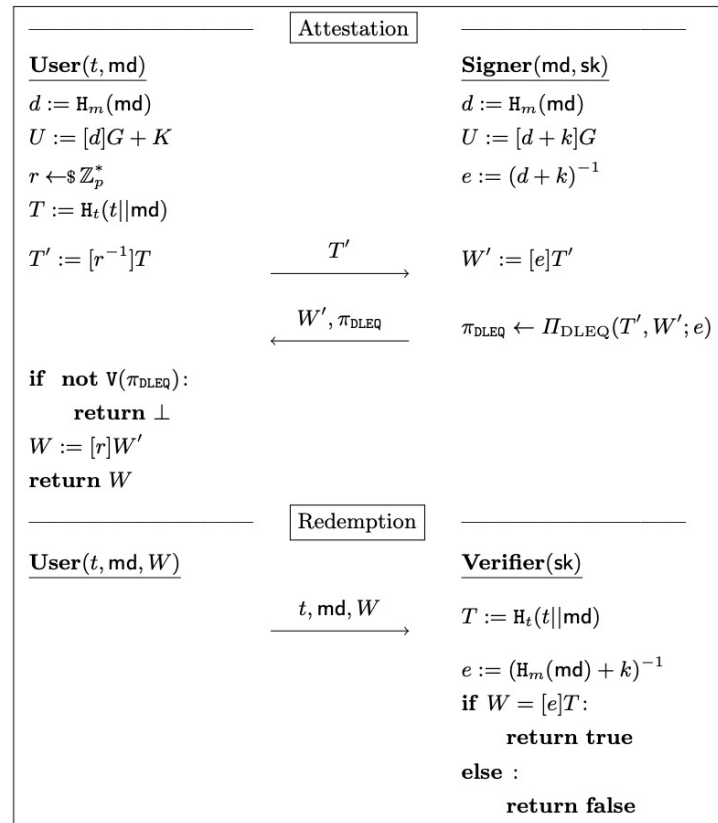 Attestation
User(t, md) Signer(md, sk)
d := H_m(md) d := H_m(md)
U := [d]G + K U := [d + k]G
r ←$ ℤ*_p e := (d + k)^{-1}
T := H_t(t||md)
T' := [r^{-1}]T T' W' := [e]T'
W', π_DLEQ π_DLEQ ← Π_DLEQ(T', W'; e)
if not V(π_DLEQ):
return ⊥
W := [r]W'
return W
Redemption
User(t, md, W) Verifier(sk)
t, md, W T := H_t(t||md)
e := (H_m(md) + k)^{-1}
if W = [e]T:
return true
else :
return false